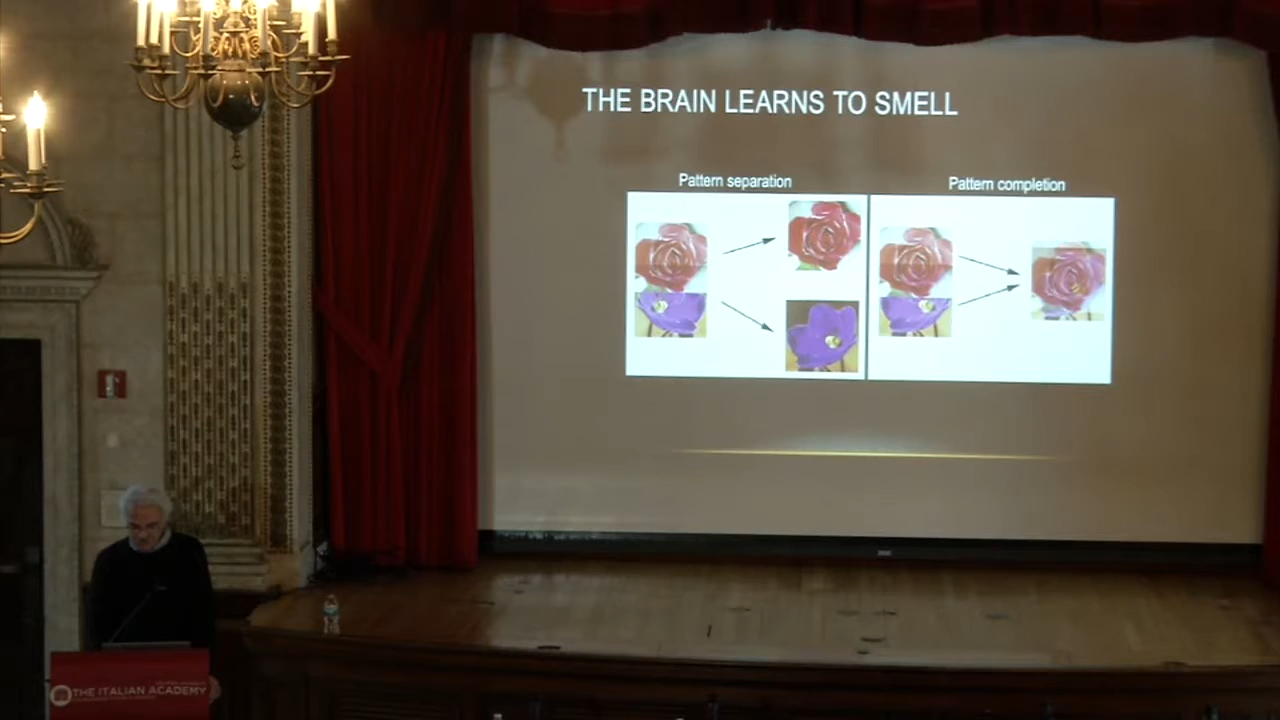 THE BRAIN LEARNS TO SMELL
Pattern separation
Pattern completion
THE ITALIAN ACADEMY